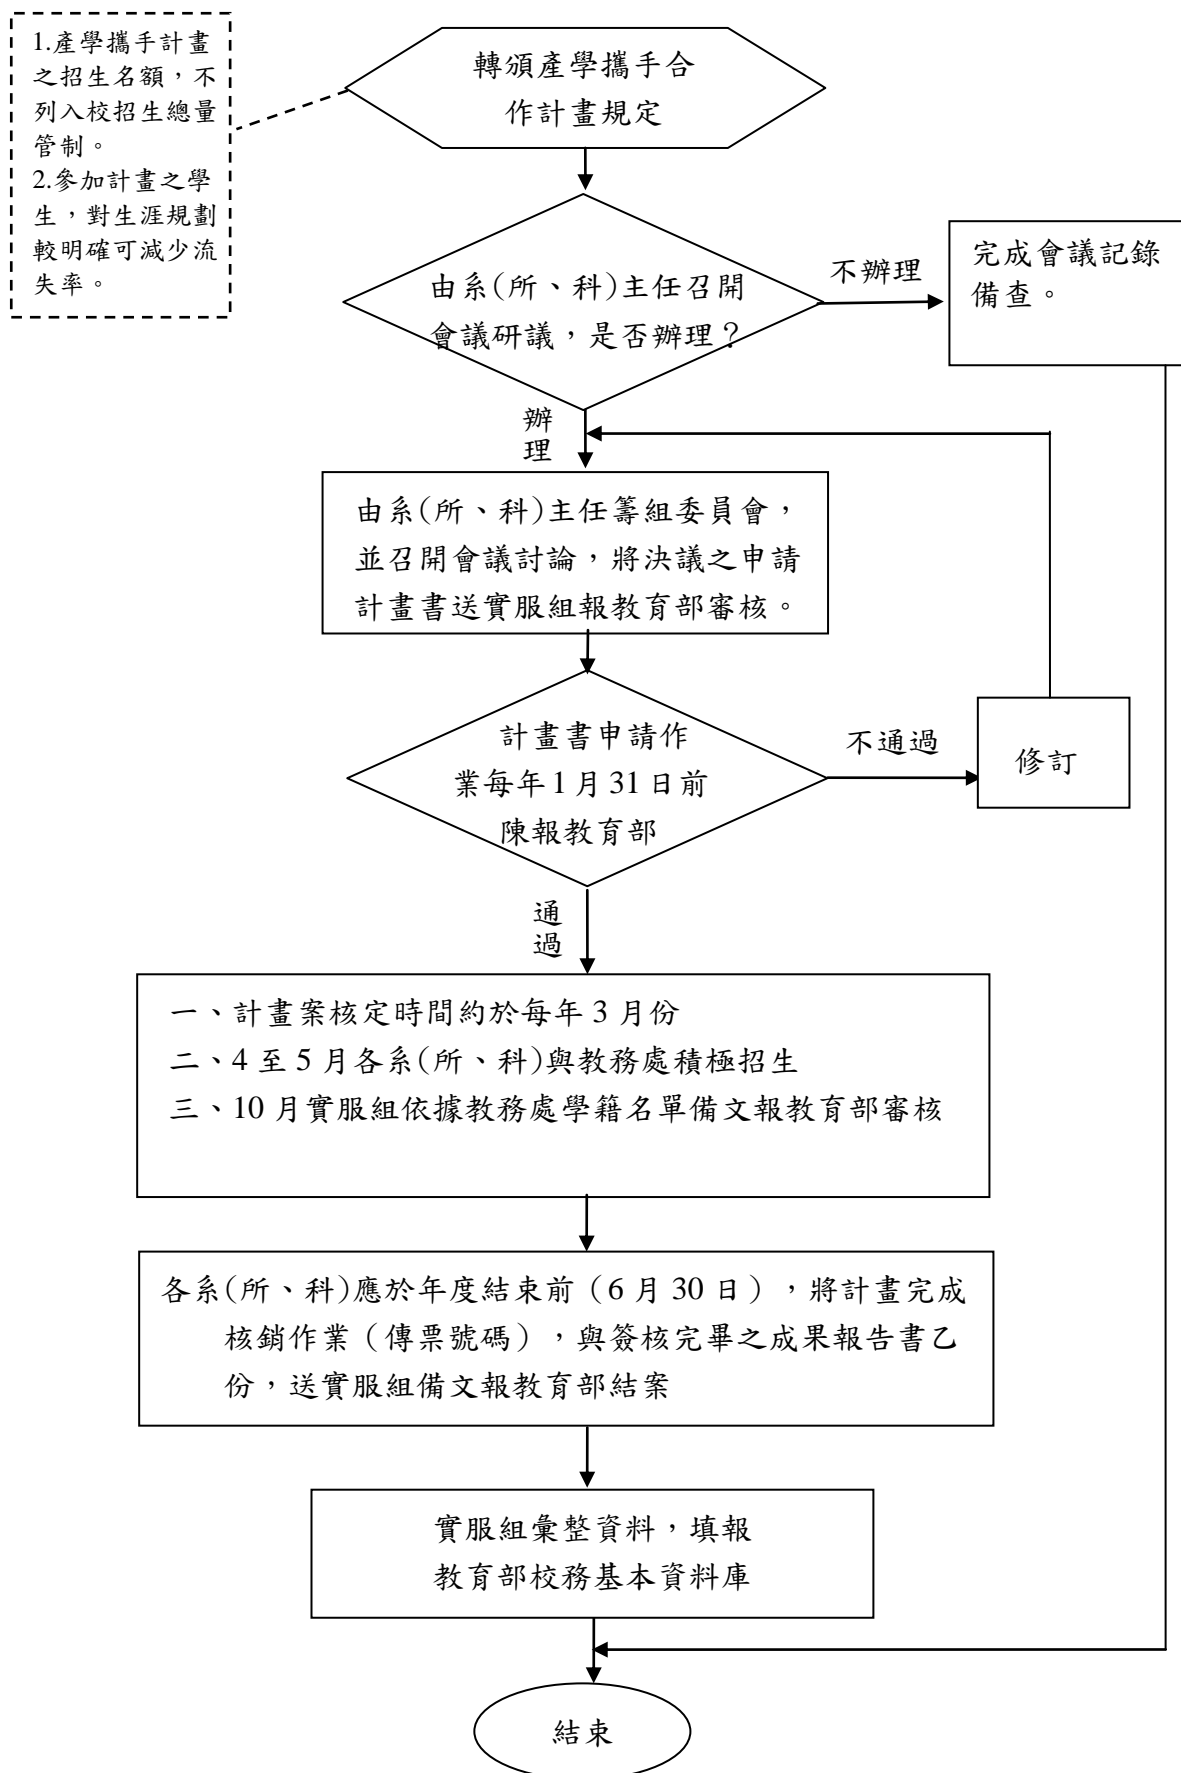 1.產學攜手計畫
之招生名額，不
列入校招生總量
管制。
2.參加計畫之學
生，對生涯規劃
較明確可減少流
失率。
轉頒產學攜手合
作計畫規定
由系(所、科)主任召開
會議研議，是否辦理？
不辦理
完成會議記錄
備查。
辦
理
由系(所、科)主任籌組委員會，
並召開會議討論，將決議之申請
計畫書送實服組報教育部審核。
計畫書申請作
業每年 1 月 31 日前
陳報教育部
不通過
修訂
通
過
一、計畫案核定時間約於每年 3 月份
二、4 至 5 月各系(所、科)與教務處積極招生
三、10 月實服組依據教務處學籍名單備文報教育部審核
各系(所、科)應於年度結束前（6 月 30 日），將計畫完成
核銷作業（傳票號碼），與簽核完畢之成果報告書乙
份，送實服組備文報教育部結案
實服組彙整資料，填報
教育部校務基本資料庫
結束